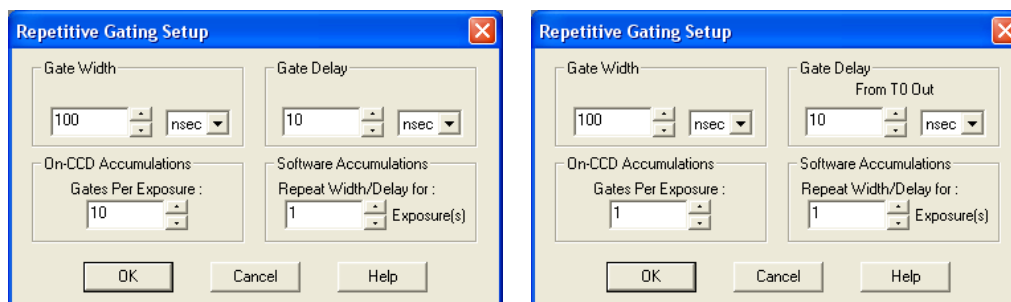 Repetitive Gating Setup
Gate Width
Gate Delay
100
nsec
10
nsec
On-CCD Accumulations
Software Accumulations
Gates Per Exposure :
Repeat Width/Delay for :
10
1
Exposure(s)
OK
Cancel
Help
Repetitive Gating Setup
Gate Width
Gate Delay
From T0 Out
100
nsec
10
nsec
On-CCD Accumulations
Software Accumulations
Gates Per Exposure :
Repeat Width/Delay for :
1
1
Exposure(s)
OK
Cancel
Help